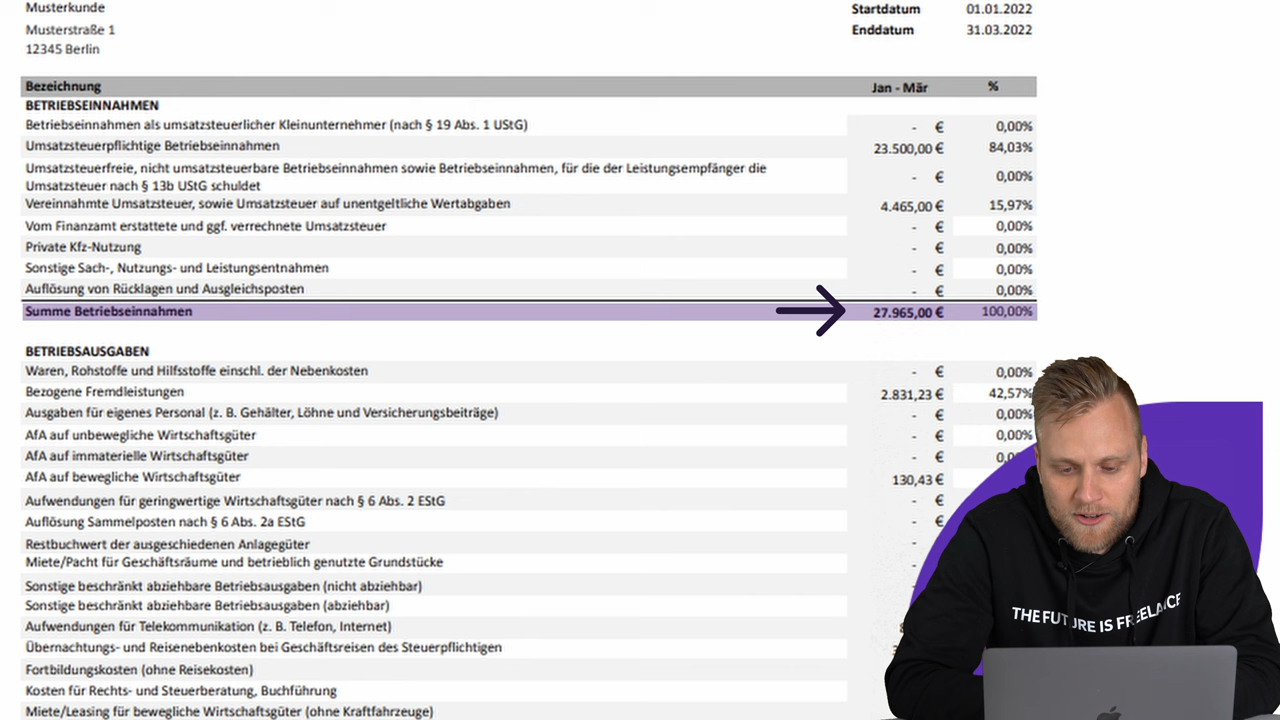 Musterkunde
Startdatum 01.01.2022
Musterstraße 1
Enddatum 31.03.2022
12345 Berlin
Bezeichnung Jan - Mär %
BETRIEBSEINNAHMEN
Betriebseinnahmen als umsatzsteuerlicher Kleinunternehmer (nach § 19 Abs. 1 UStG) - € 0,00%
Umsatzsteuerpflichtige Betriebseinnahmen 23.500,00 € 84,03%
Umsatzsteuerfreie, nicht umsatzsteuerbare Betriebseinnahmen sowie Betriebseinnahmen, für die der Leistungsempfänger die
Umsatzsteuer nach § 13b UStG schuldet - € 0,00%
Vereinnahmte Umsatzsteuer, sowie Umsatzsteuer auf unentgeltliche Wertabgaben 4.465,00 € 15,97%
Vom Finanzamt erstattete und ggf. verrechnete Umsatzsteuer - € 0,00%
Private Kfz-Nutzung - € 0,00%
Sonstige Sach-, Nutzungs- und Leistungsentnahmen - € 0,00%
Auflösung von Rücklagen und Ausgleichsposten - € 0,00%
Summe Betriebseinnahmen 27.965,00 € 100,00%
BETRIEBSAUSGABEN
Waren, Rohstoffe und Hilfsstoffe einschl. der Nebenkosten - € 0,00%
Bezogene Fremdleistungen 2.831,23 € 42,57%
Ausgaben für eigenes Personal (z. B. Gehälter, Löhne und Versicherungsbeiträge) - € 0,00%
AfA auf unbewegliche Wirtschaftsgüter - € 0,00%
AfA auf immaterielle Wirtschaftsgüter - €
AfA auf bewegliche Wirtschaftsgüter 130,43 €
Aufwendungen für geringwertige Wirtschaftsgüter nach § 6 Abs. 2 EStG - €
Auflösung Sammelposten nach § 6 Abs. 2a EStG - €
Restbuchwert der ausgeschiedenen Anlagegüter -
Miete/Pacht für Geschäftsräume und betrieblich genutzte Grundstücke -
Sonstige beschränkt abziehbare Betriebsausgaben (nicht abziehbar) -
Sonstige beschränkt abziehbare Betriebsausgaben (abziehbar) -
Aufwendungen für Telekommunikation (z. B. Telefon, Internet)
Übernachtungs- und Reisenebenkosten bei Geschäftsreisen des Steuerpflichtigen
Fortbildungskosten (ohne Reisekosten)
Kosten für Rechts- und Steuerberatung, Buchführung
Miete/Leasing für bewegliche Wirtschaftsgüter (ohne Kraftfahrzeuge)
THE FUTURE IS FREELANCE